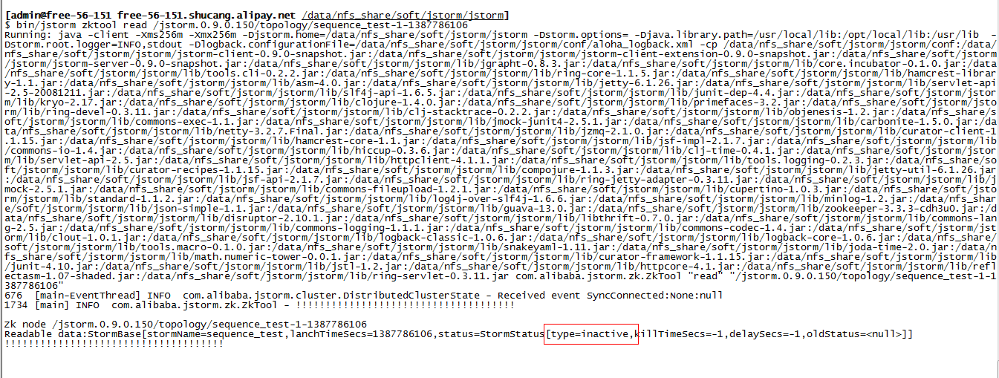 [admin@free-56-151 free-56-151.shucang.alipay.net /data/nfs_share/soft/jstorm/jstorm]
$ bin/jstorm zktool read /jstorm.0.9.0.150/topology/sequence_test-1-1387786106
Running: java -client -Xms256m -Xmx256m -Djstorm.home=/data/nfs_share/soft/jstorm/jstorm -Dstorm.options= -Djava.library.path=/usr/local/lib:/opt/local/lib:/usr/lib  -
Dstorm.root.logger=INFO,stdout -Dlogback.configurationFile=/data/nfs_share/soft/jstorm/jstorm/conf/aloha_logback.xml -cp /data/nfs_share/soft/jstorm/jstorm/conf:/data/
nfs_share/soft/jstorm/jstorm/jstorm-client-0.9.0-snapshot.jar:/data/nfs_share/soft/jstorm/jstorm/jstorm-client-extension-0.9.0-snapshot.jar:/data/nfs_share/soft/jstorm
/jstorm/jstorm-server-0.9.0-snapshot.jar:/data/nfs_share/soft/jstorm/jstorm/lib/jgrapht-0.8.3.jar:/data/nfs_share/soft/jstorm/jstorm/lib/core.incubator-0.1.0.jar:/data
/nfs_share/soft/jstorm/jstorm/lib/tools.cli-0.2.2.jar:/data/nfs_share/soft/jstorm/jstorm/lib/ring-core-1.1.5.jar:/data/nfs_share/soft/jstorm/jstorm/lib/hamcrest-librar
y-1.1.jar:/data/nfs_share/soft/jstorm/jstorm/lib/asm-4.0.jar:/data/nfs_share/soft/jstorm/jstorm/lib/jetty-6.1.26.jar:/data/nfs_share/soft/jstorm/jstorm/lib/servlet-api
-2.5-20081211.jar:/data/nfs_share/soft/jstorm/jstorm/lib/slf4j-api-1.6.5.jar:/data/nfs_share/soft/jstorm/jstorm/lib/junit-dep-4.4.jar:/data/nfs_share/soft/jstorm/jstor
m/lib/kryo-2.17.jar:/data/nfs_share/soft/jstorm/jstorm/lib/clojure-1.4.0.jar:/data/nfs_share/soft/jstorm/jstorm/lib/primefaces-3.2.jar:/data/nfs_share/soft/jstorm/jsto
rm/lib/ring-devel-0.3.11.jar:/data/nfs_share/soft/jstorm/jstorm/lib/clj-stacktrace-0.2.2.jar:/data/nfs_share/soft/jstorm/jstorm/lib/objenesis-1.2.jar:/data/nfs_share/s
oft/jstorm/jstorm/lib/commons-exec-1.1.jar:/data/nfs_share/soft/jstorm/jstorm/lib/jmock-junit4-2.5.1.jar:/data/nfs_share/soft/jstorm/jstorm/lib/carbonite-1.5.0.jar:/da
ta/nfs_share/soft/jstorm/jstorm/lib/netty-3.2.7.Final.jar:/data/nfs_share/soft/jstorm/jstorm/lib/jzmq-2.1.0.jar:/data/nfs_share/soft/jstorm/jstorm/lib/curator-client-1
.1.15.jar:/data/nfs_share/soft/jstorm/jstorm/lib/hamcrest-core-1.1.jar:/data/nfs_share/soft/jstorm/jstorm/lib/jsf-impl-2.1.7.jar:/data/nfs_share/soft/jstorm/jstorm/lib
/commons-io-1.4.jar:/data/nfs_share/soft/jstorm/jstorm/lib/hiccup-0.3.6.jar:/data/nfs_share/soft/jstorm/jstorm/lib/clj-time-0.4.1.jar:/data/nfs_share/soft/jstorm/jstor
m/lib/servlet-api-2.5.jar:/data/nfs_share/soft/jstorm/jstorm/lib/httpclient-4.1.1.jar:/data/nfs_share/soft/jstorm/jstorm/lib/tools.logging-0.2.3.jar:/data/nfs_share/so
ft/jstorm/jstorm/lib/curator-recipes-1.1.15.jar:/data/nfs_share/soft/jstorm/jstorm/lib/compojure-1.1.3.jar:/data/nfs_share/soft/jstorm/jstorm/lib/jetty-util-6.1.26.jar
:/data/nfs_share/soft/jstorm/jstorm/lib/jsf-api-2.1.7.jar:/data/nfs_share/soft/jstorm/jstorm/lib/ring-jetty-adapter-0.3.11.jar:/data/nfs_share/soft/jstorm/jstorm/lib/j
mock-2.5.1.jar:/data/nfs_share/soft/jstorm/jstorm/lib/commons-fileupload-1.2.1.jar:/data/nfs_share/soft/jstorm/jstorm/lib/cupertino-1.0.3.jar:/data/nfs_share/soft/jsto
rm/jstorm/lib/standard-1.1.2.jar:/data/nfs_share/soft/jstorm/jstorm/lib/log4j-over-slf4j-1.6.6.jar:/data/nfs_share/soft/jstorm/jstorm/lib/minlog-1.2.jar:/data/nfs_shar
e/soft/jstorm/jstorm/lib/json-simple-1.1.jar:/data/nfs_share/soft/jstorm/jstorm/lib/guava-13.0.jar:/data/nfs_share/soft/jstorm/jstorm/lib/zookeeper-3.3.3-cdh3u0.jar:/d
ata/nfs_share/soft/jstorm/jstorm/lib/disruptor-2.10.1.jar:/data/nfs_share/soft/jstorm/jstorm/lib/libthrift-0.7.0.jar:/data/nfs_share/soft/jstorm/jstorm/lib/commons-lan
g-2.5.jar:/data/nfs_share/soft/jstorm/jstorm/lib/commons-logging-1.1.1.jar:/data/nfs_share/soft/jstorm/jstorm/lib/commons-codec-1.4.jar:/data/nfs_share/soft/jstorm/jst
orm/lib/clout-1.0.1.jar:/data/nfs_share/soft/jstorm/jstorm/lib/logback-classic-1.0.6.jar:/data/nfs_share/soft/jstorm/jstorm/lib/logback-core-1.0.6.jar:/data/nfs_share/
soft/jstorm/jstorm/lib/tools.macro-0.1.0.jar:/data/nfs_share/soft/jstorm/jstorm/lib/snakeyaml-1.11.jar:/data/nfs_share/soft/jstorm/jstorm/lib/joda-time-2.0.jar:/data/n
fs_share/soft/jstorm/jstorm/lib/math.numeric-tower-0.0.1.jar:/data/nfs_share/soft/jstorm/jstorm/lib/curator-framework-1.1.15.jar:/data/nfs_share/soft/jstorm/jstorm/lib
/junit-4.10.jar:/data/nfs_share/soft/jstorm/jstorm/lib/jstl-1.2.jar:/data/nfs_share/soft/jstorm/jstorm/lib/httpcore-4.1.jar:/data/nfs_share/soft/jstorm/jstorm/lib/refl
ectasm-1.07-shaded.jar:/data/nfs_share/soft/jstorm/jstorm/lib/ring-servlet-0.3.11.jar com.alibaba.jstorm.zk.ZkTool "read" "/jstorm.0.9.0.150/topology/sequence_test-1-1
387786106"
676  [main-EventThread] INFO  com.alibaba.jstorm.cluster.DistributedClusterState - Received event SyncConnected:None:null
1734 [main] INFO  com.alibaba.jstorm.zk.ZkTool - !!!!!!!!!!!!!!!!!!!!!!!!!!!!!!!!!!!!!
Zk node /jstorm.0.9.0.150/topology/sequence_test-1-1387786106
Readable data:StormBase[stormName=sequence_test,lanchTimeSecs=1387786106,status=StormStatus[type=inactive,killTimeSecs=-1,delaySecs=-1,oldStatus=<null>]]
!!!!!!!!!!!!!!!!!!!!!!!!!!!!!!!!!!!!!